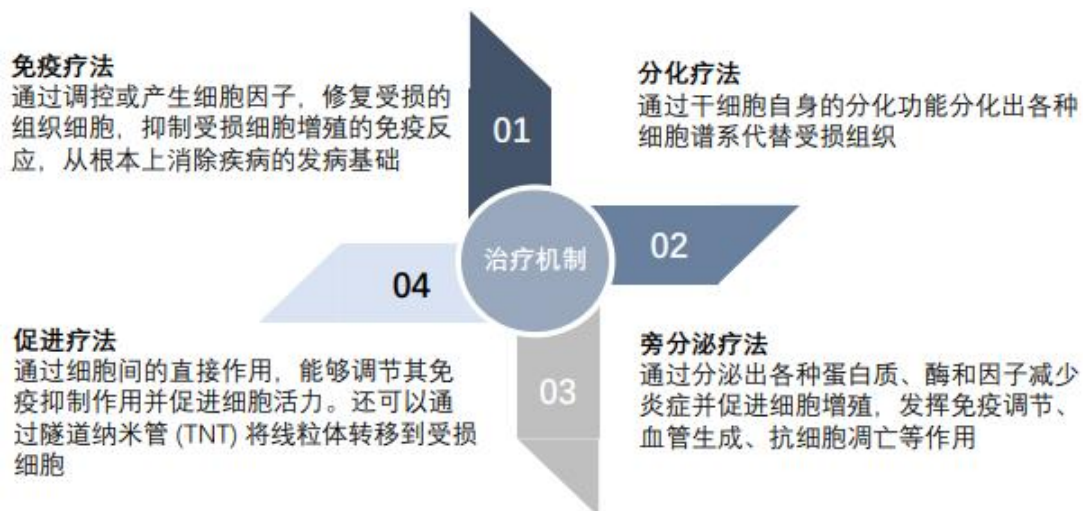 免疫疗法
通过调控或产生细胞因子，修复受损的
组织细胞，抑制受损细胞增殖的免疫反
应，从根本上消除疾病的发病基础
01
分化疗法
通过干细胞自身的分化功能分化出各种
细胞谱系代替受损组织
02
治疗机制
04
促进疗法
通过细胞间的直接作用，能够调节其免
疫抑制作用并促进细胞活力。还可以通
过隧道纳米管 (TNT) 将线粒体转移到受损
细胞
03
旁分泌疗法
通过分泌出各种蛋白质、酶和因子减少
炎症并促进细胞增殖，发挥免疫调节、
血管生成、抗细胞凋亡等作用